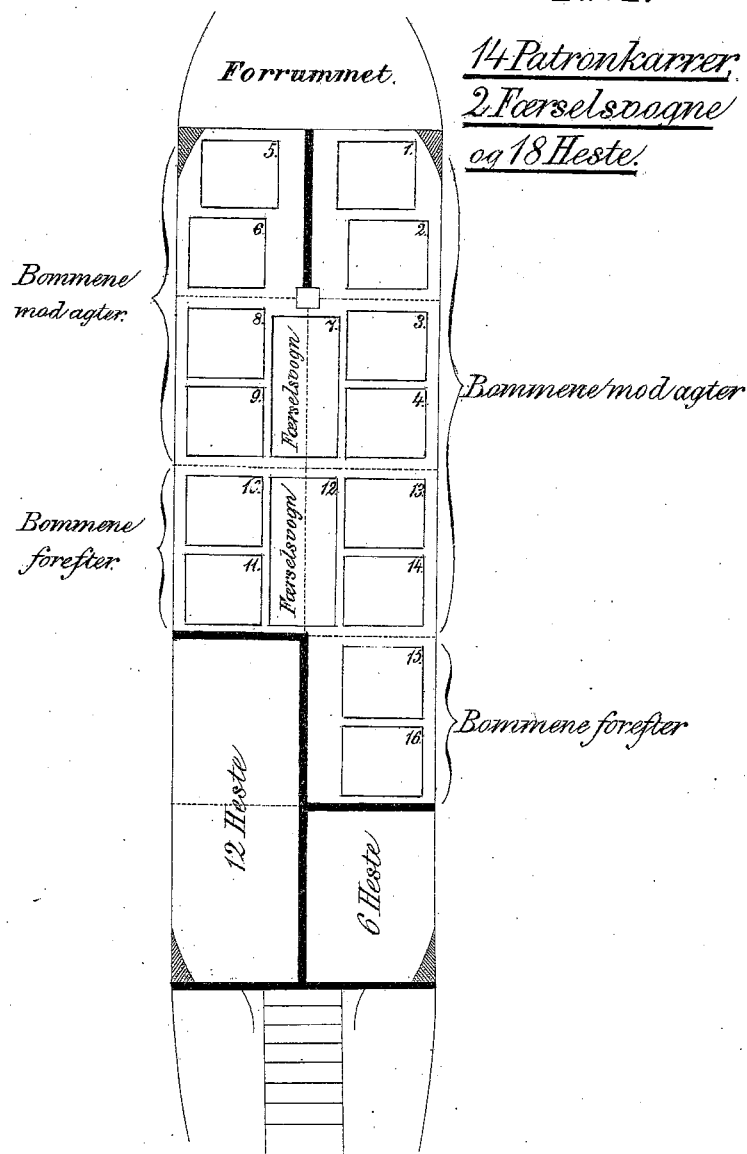 Forrummet.
14 Patronkarrer,
2 Færselsvogne
og 18 Heste.
5.
1.
6.
2.
Bommene
mod agter.
8.
7.
3.
Færselsvogn
9.
4.
Bommene mod agter
10.
12.
13.
Færselsvogn
Bommene
forefter.
11.
14.
15.
16.
Bommene forefter
12 Heste
6 Heste